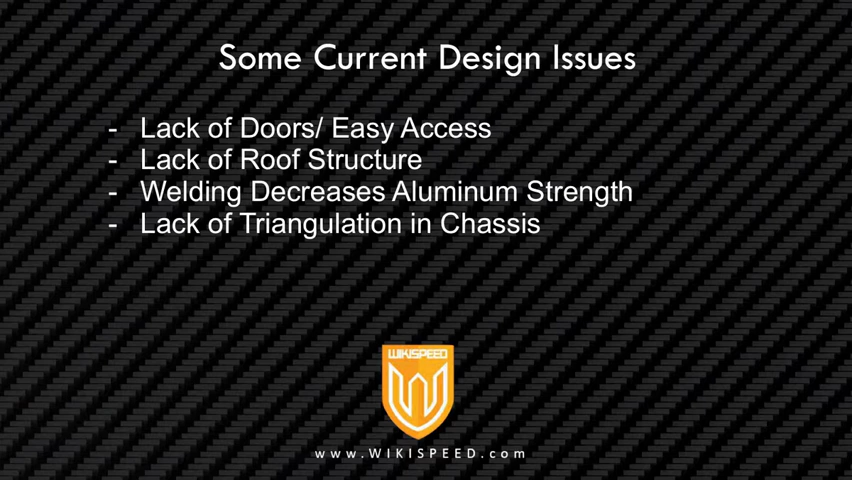 Some Current Design Issues
- Lack of Doors/ Easy Access
- Lack of Roof Structure
- Welding Decreases Aluminum Strength
- Lack of Triangulation in Chassis
WIKISPEED
www.WIKISPEED.com